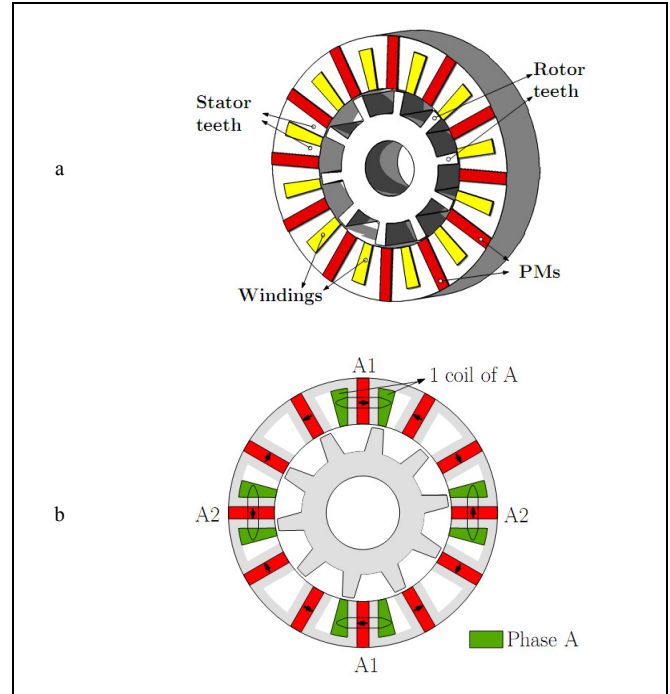 Rotor
teeth
Stator
teeth
a
Windings
PMs
A1
1 coil of A
b
A2
A2
Phase A
A1